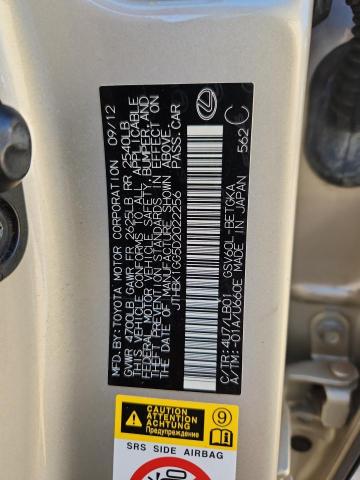 MFD.BY:TOYOTA MOTOR CORPORATION 09/12
GVWR 4700LB GAWR FR 2625LB RR 2540LB
THIS VEHICLE CONFORMS TO ALL APPLICABLE
FEDERAL MOTOR VEHICLE SAFETY, BUMPER, AND
THEFT PREVENTION STANDARDS IN EFFECT ON
THE DATE OF MANUFACTURE SHOWN ABOVE.
JTHBK1GG5D2022256 PASS.CAR
C/TR:4U7/LB01 GSV60L-BETGKA
A/TM:-01A/U660E MADE IN JAPAN 562
C
CAUTION
ATTENTION
ACHTUNG
Предупреждение
9
SRS SIDE AIRBAG